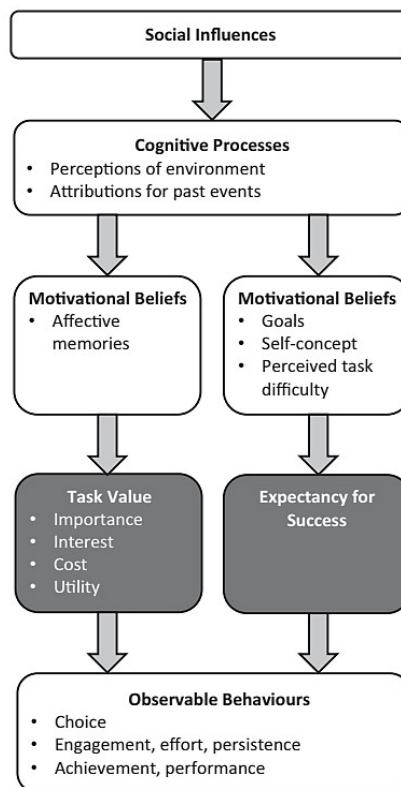 Social Influences
Cognitive Processes
• Perceptions of environment
• Attributions for past events
Motivational Beliefs
• Affective
memories
Motivational Beliefs
• Goals
• Self-concept
• Perceived task
difficulty
Task Value
• Importance
• Interest
• Cost
• Utility
Expectancy for
Success
Observable Behaviours
• Choice
• Engagement, effort, persistence
• Achievement, performance